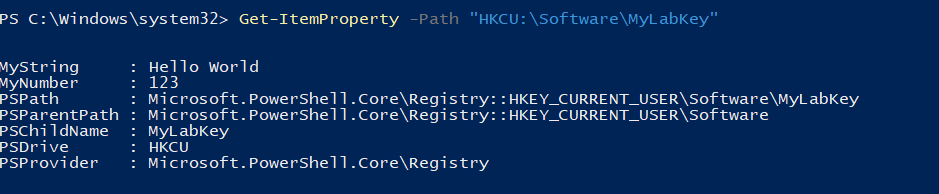 PS C:\Windows\system32> Get-ItemProperty -Path "HKCU:\Software\MyLabKey"
MyString     : Hello World
MyNumber     : 123
PSPath       : Microsoft.PowerShell.Core\Registry::HKEY_CURRENT_USER\Software\MyLabKey
PSParentPath : Microsoft.PowerShell.Core\Registry::HKEY_CURRENT_USER\Software
PSChildName  : MyLabKey
PSDrive      : HKCU
PSProvider   : Microsoft.PowerShell.Core\Registry